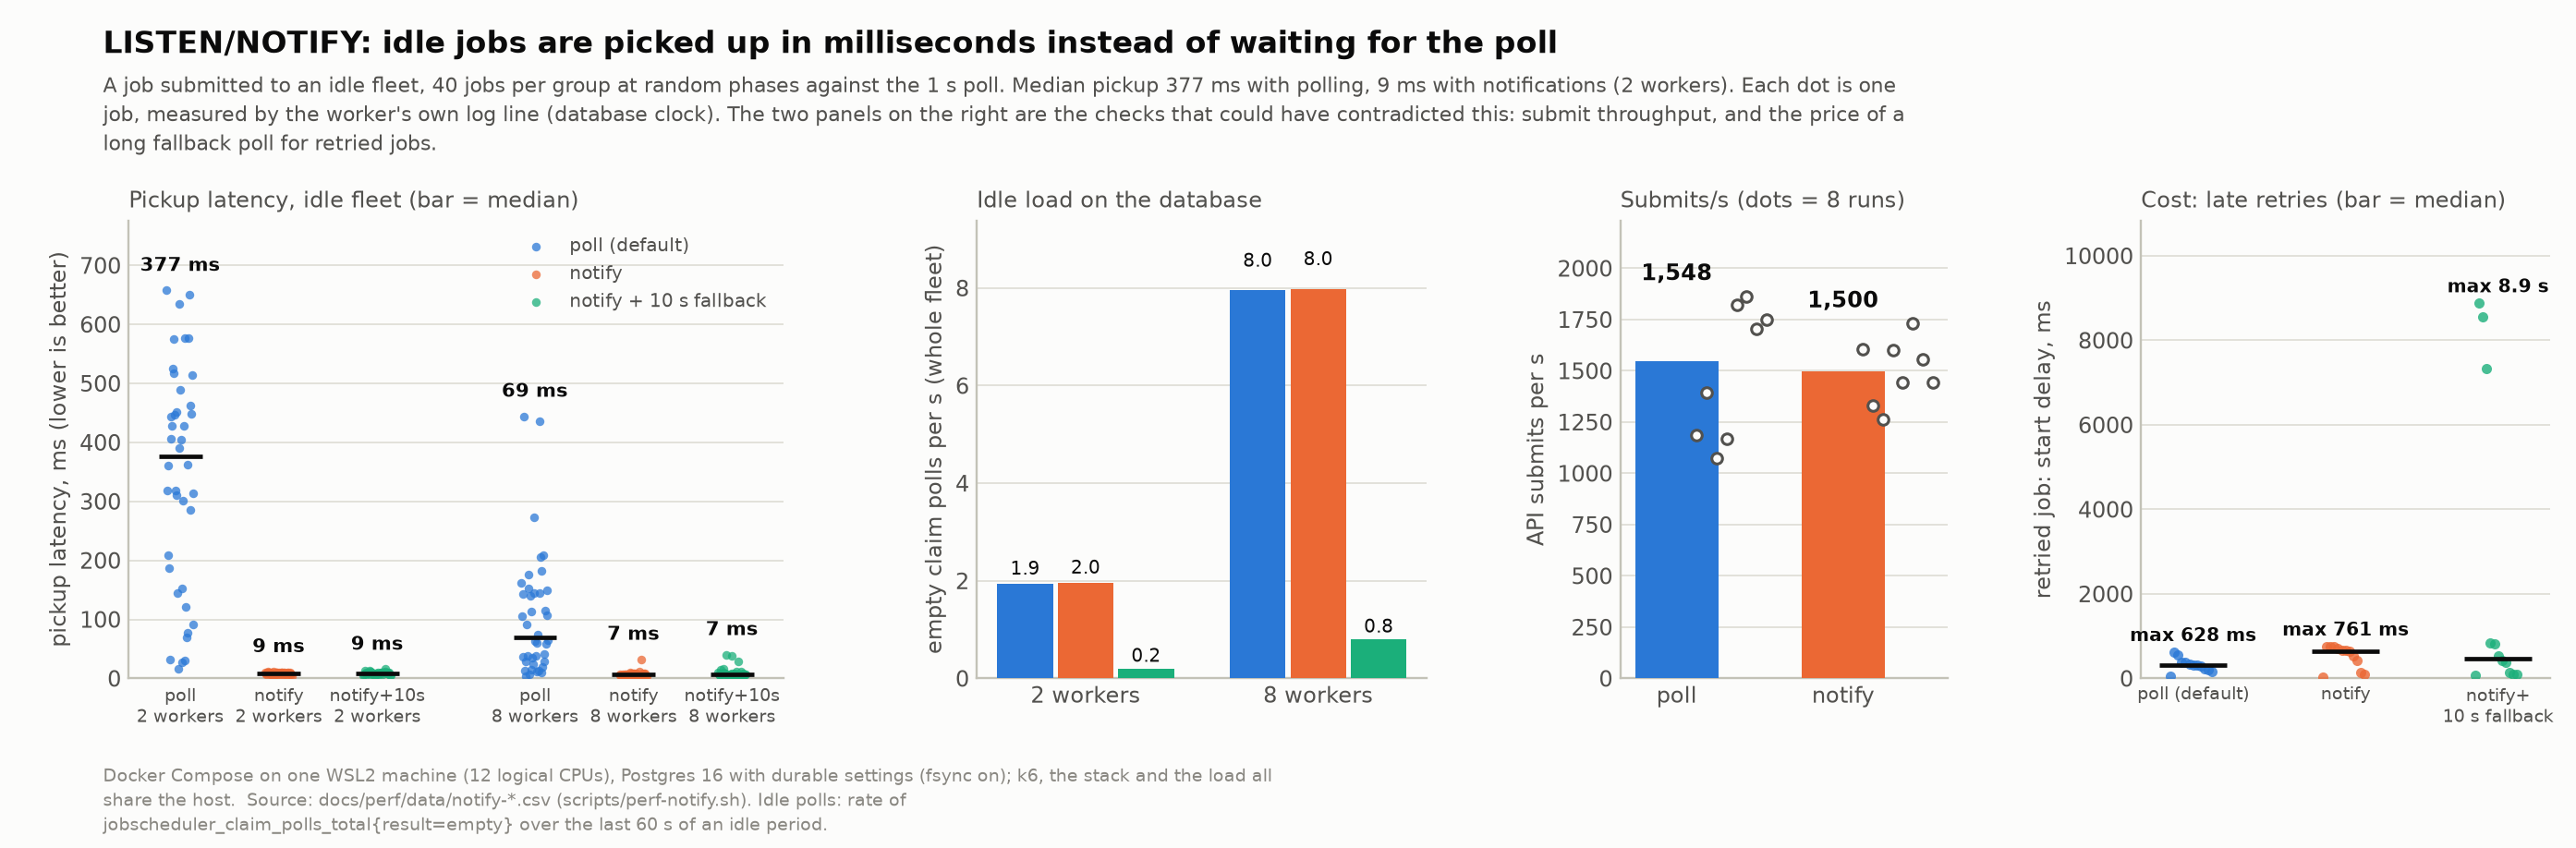 LISTEN/NOTIFY: idle jobs are picked up in milliseconds instead of waiting for the poll
A job submitted to an idle fleet, 40 jobs per group at random phases against the 1 s poll. Median pickup 377 ms with polling, 9 ms with notifications (2 workers). Each dot is one
job, measured by the worker's own log line (database clock). The two panels on the right are the checks that could have contradicted this: submit throughput, and the price of a
long fallback poll for retried jobs.
Pickup latency, idle fleet (bar = median)
pickup latency, ms (lower is better)
700
600
500
400
300
200
100
0
poll (default)
notify
notify + 10 s fallback
377 ms
9 ms
9 ms
69 ms
7 ms
7 ms
poll
2 workers
notify
2 workers
notify+10s
2 workers
poll
8 workers
notify
8 workers
notify+10s
8 workers
Idle load on the database
empty claim polls per s (whole fleet)
8
6
4
2
0
1.9
2.0
0.2
8.0
8.0
0.8
2 workers
8 workers
Submits/s (dots = 8 runs)
API submits per s
2000
1750
1500
1250
1000
750
500
250
0
1,548
1,500
poll
notify
Cost: late retries (bar = median)
retried job: start delay, ms
10000
8000
6000
4000
2000
0
max 628 ms
max 761 ms
max 8.9 s
poll (default)
notify
notify+
10 s fallback
Docker Compose on one WSL2 machine (12 logical CPUs), Postgres 16 with durable settings (fsync on); k6, the stack and the load all
share the host.  Source: docs/perf/data/notify-*.csv (scripts/perf-notify.sh). Idle polls: rate of
jobscheduler_claim_polls_total{result=empty} over the last 60 s of an idle period.